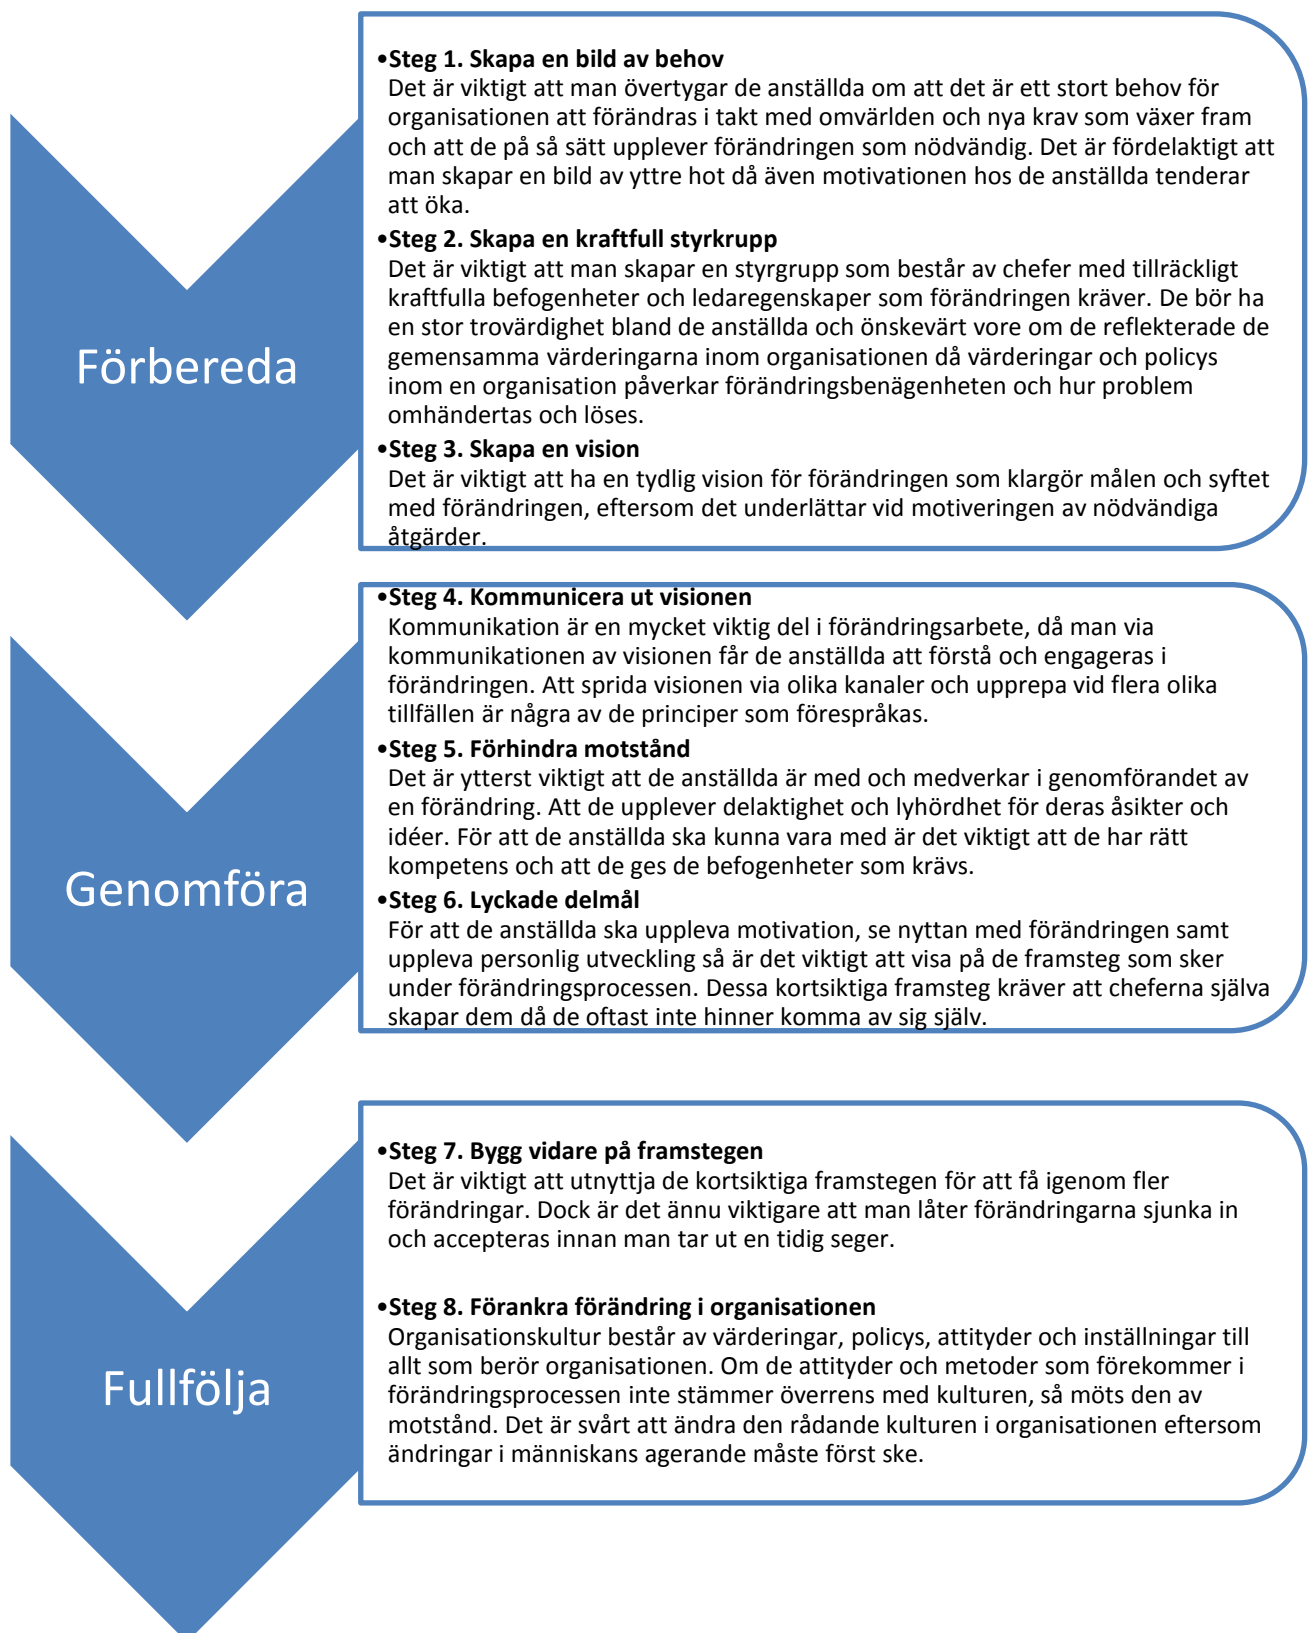 Förbereda
•Steg 1. Skapa en bild av behov
Det är viktigt att man övertygar de anställda om att det är ett stort behov för
organisationen att förändras i takt med omvärlden och nya krav som växer fram
och att de på så sätt upplever förändringen som nödvändig. Det är fördelaktigt att
man skapar en bild av yttre hot då även motivationen hos de anställda tenderar
att öka.
•Steg 2. Skapa en kraftfull styrkrupp
Det är viktigt att man skapar en styrgrupp som består av chefer med tillräckligt
kraftfulla befogenheter och ledaregenskaper som förändringen kräver. De bör ha
en stor trovärdighet bland de anställda och önskevärt vore om de reflekterade de
gemensamma värderingarna inom organisationen då värderingar och policys
inom en organisation påverkar förändringsbenägenheten och hur problem
omhändertas och löses.
•Steg 3. Skapa en vision
Det är viktigt att ha en tydlig vision för förändringen som klargör målen och syftet
med förändringen, eftersom det underlättar vid motiveringen av nödvändiga
åtgärder.
Genomföra
•Steg 4. Kommunicera ut visionen
Kommunikation är en mycket viktig del i förändringsarbete, då man via
kommunikationen av visionen får de anställda att förstå och engageras i
förändringen. Att sprida visionen via olika kanaler och upprepa vid flera olika
tillfällen är några av de principer som förespråkas.
•Steg 5. Förhindra motstånd
Det är ytterst viktigt att de anställda är med och medverkar i genomförandet av
en förändring. Att de upplever delaktighet och lyhördhet för deras åsikter och
idéer. För att de anställda ska kunna vara med är det viktigt att de har rätt
kompetens och att de ges de befogenheter som krävs.
•Steg 6. Lyckade delmål
För att de anställda ska uppleva motivation, se nyttan med förändringen samt
uppleva personlig utveckling så är det viktigt att visa på de framsteg som sker
under förändringsprocessen. Dessa kortsiktiga framsteg kräver att cheferna själva
skapar dem då de oftast inte hinner komma av sig själv.
Fullfölja
•Steg 7. Bygg vidare på framstegen
Det är viktigt att utnyttja de kortsiktiga framstegen för att få igenom fler
förändringar. Dock är det ännu viktigare att man låter förändringarna sjunka in
och accepteras innan man tar ut en tidig seger.
•Steg 8. Förankra förändring i organisationen
Organisationskultur består av värderingar, policys, attityder och inställningar till
allt som berör organisationen. Om de attityder och metoder som förekommer i
förändringsprocessen inte stämmer överrens med kulturen, så möts den av
motstånd. Det är svårt att ändra den rådande kulturen i organisationen eftersom
ändringar i människans agerande måste först ske.